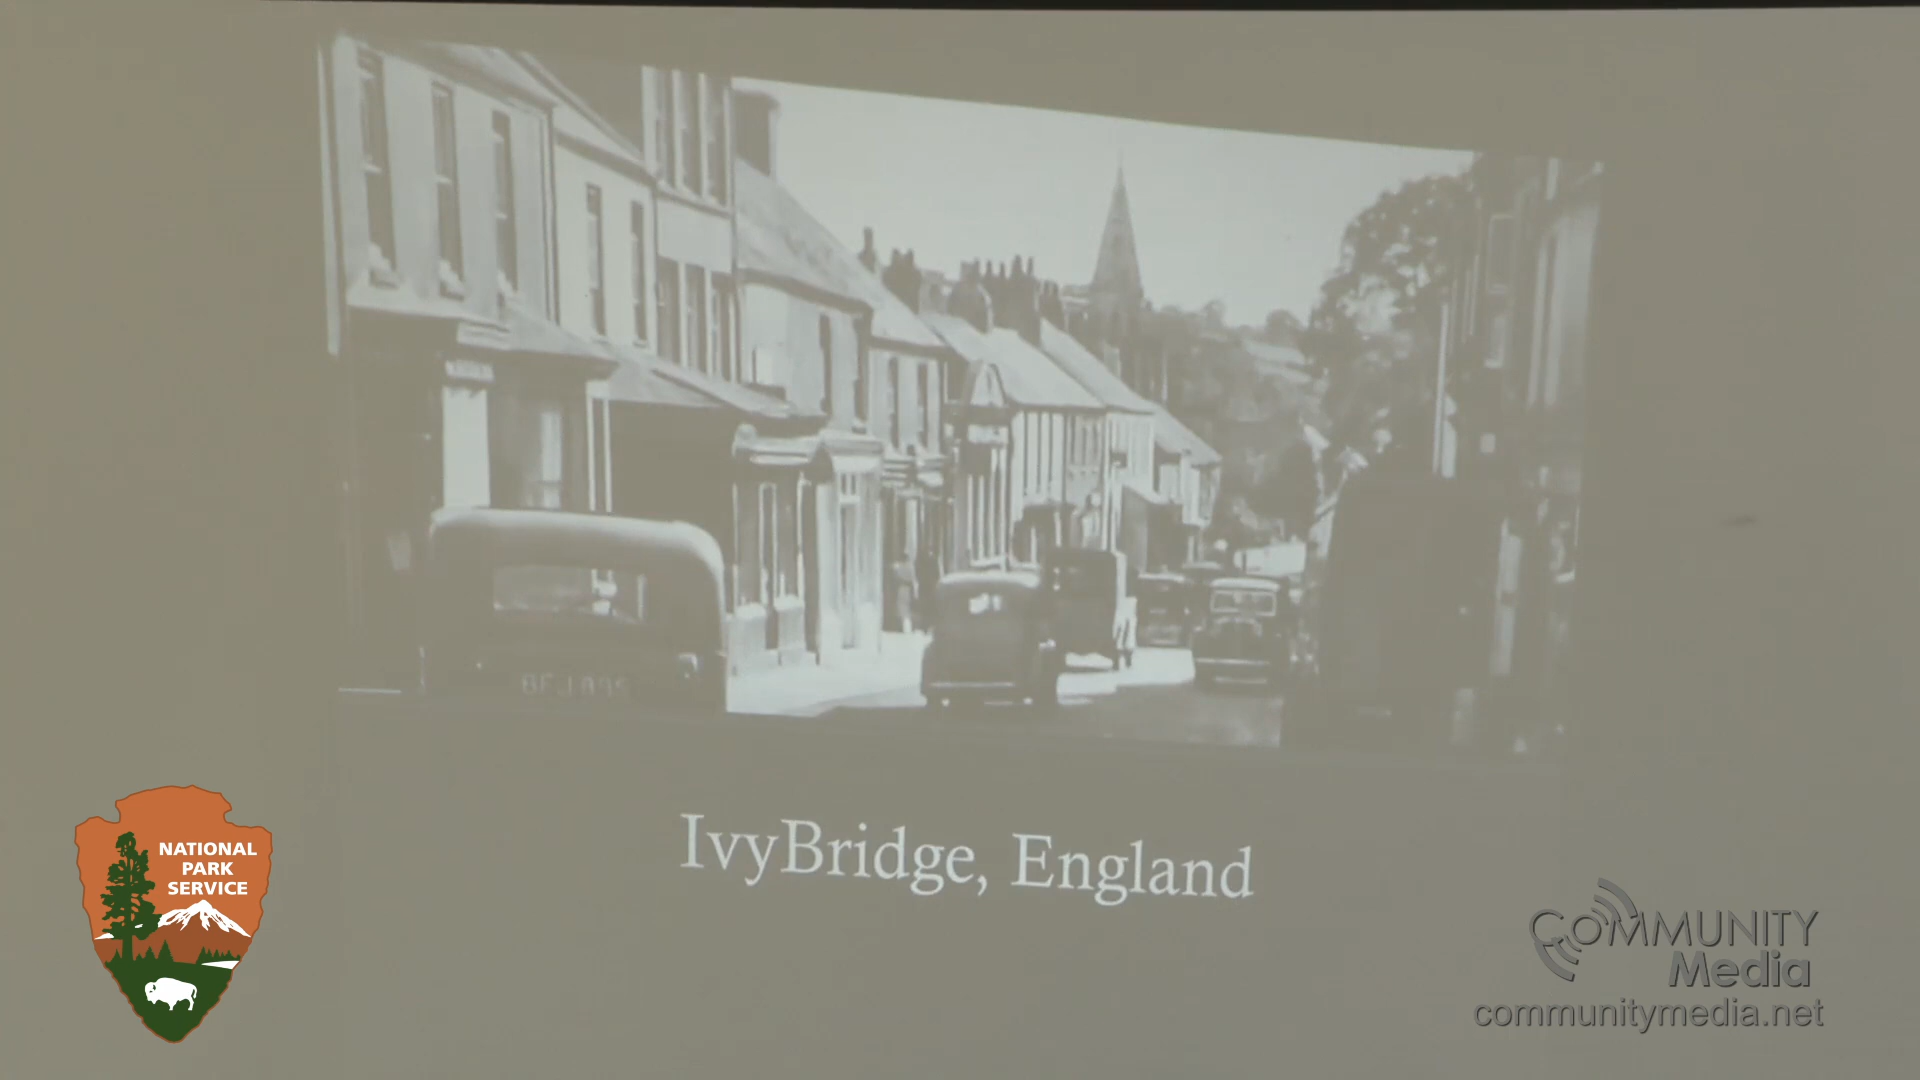 IvyBridge, England
NATIONAL
PARK
SERVICE
COMMUNITY
Media
communitymedia.net